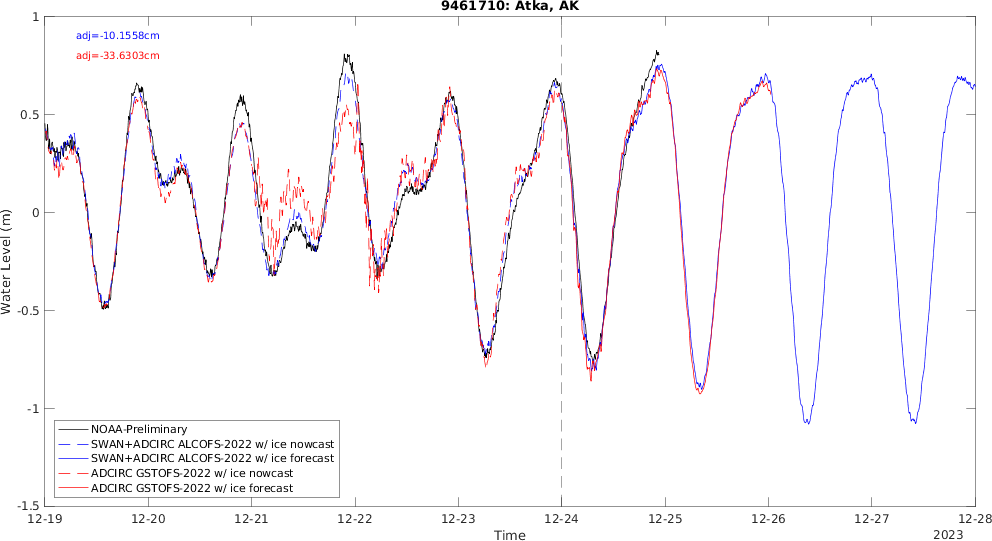 9461710: Atka, AK
adj=-10.1558cm
adj=-33.6303cm
1
0.5
0
-0.5
-1
-1.5
Water Level (m)
NOAA-Preliminary
SWAN+ADCIRC ALCOFS-2022 w/ ice nowcast
SWAN+ADCIRC ALCOFS-2022 w/ ice forecast
ADCIRC GSTOFS-2022 w/ ice nowcast
ADCIRC GSTOFS-2022 w/ ice forecast
12-19 12-20 12-21 12-22 12-23 12-24 12-25 12-26 12-27 12-28
Time
2023